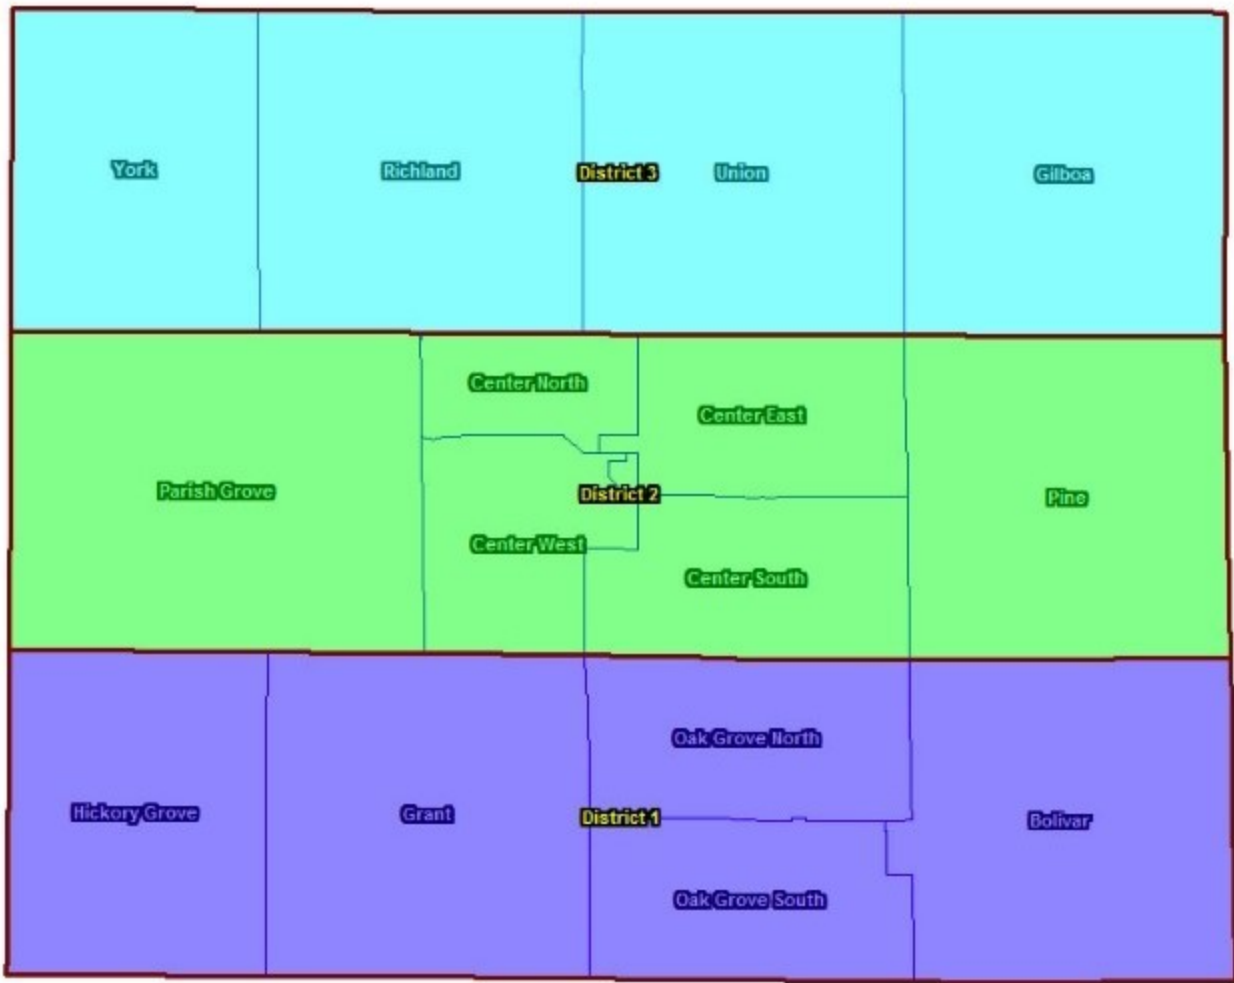 York
Richland
District 3
Union
Gilboa
Center North
Center East
Parish Grove
District 2
Pine
Center West
Center South
Oak Grove North
Hickory Grove
Grant
District 1
Bolivar
Oak Grove South